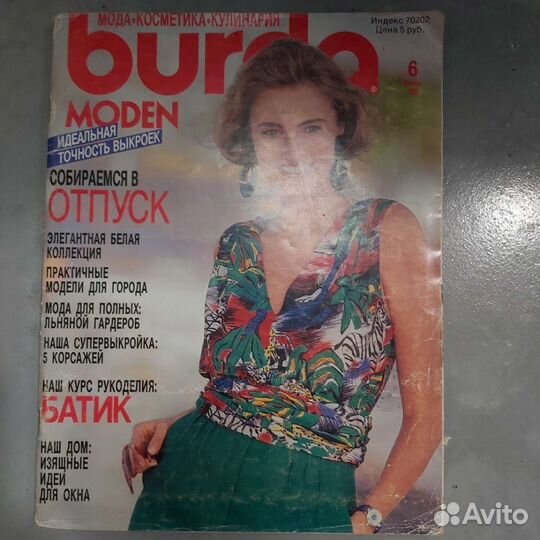 МОДА•КОСМЕТИКА•КУЛИНАРИЯ
Индекс 70202
Цена 5 руб.
burda
®
6
MODEN
ИДЕАЛЬНАЯ
ТОЧНОСТЬ ВЫКРОЕК
СОБИРАЕМСЯ В
ОТПУСК
ЭЛЕГАНТНАЯ БЕЛАЯ
КОЛЛЕКЦИЯ
ПРАКТИЧНЫЕ
МОДЕЛИ ДЛЯ ГОРОДА
МОДА ДЛЯ ПОЛНЫХ:
ЛЬНЯНОЙ ГАРДЕРОБ
НАША СУПЕРВЫКРОЙКА:
5 КОРСАЖЕЙ
НАШ КУРС РУКОДЕЛИЯ:
БАТИК
НАШ ДОМ:
ИЗЯЩНЫЕ
ИДЕИ
ДЛЯ ОКНА
Avito